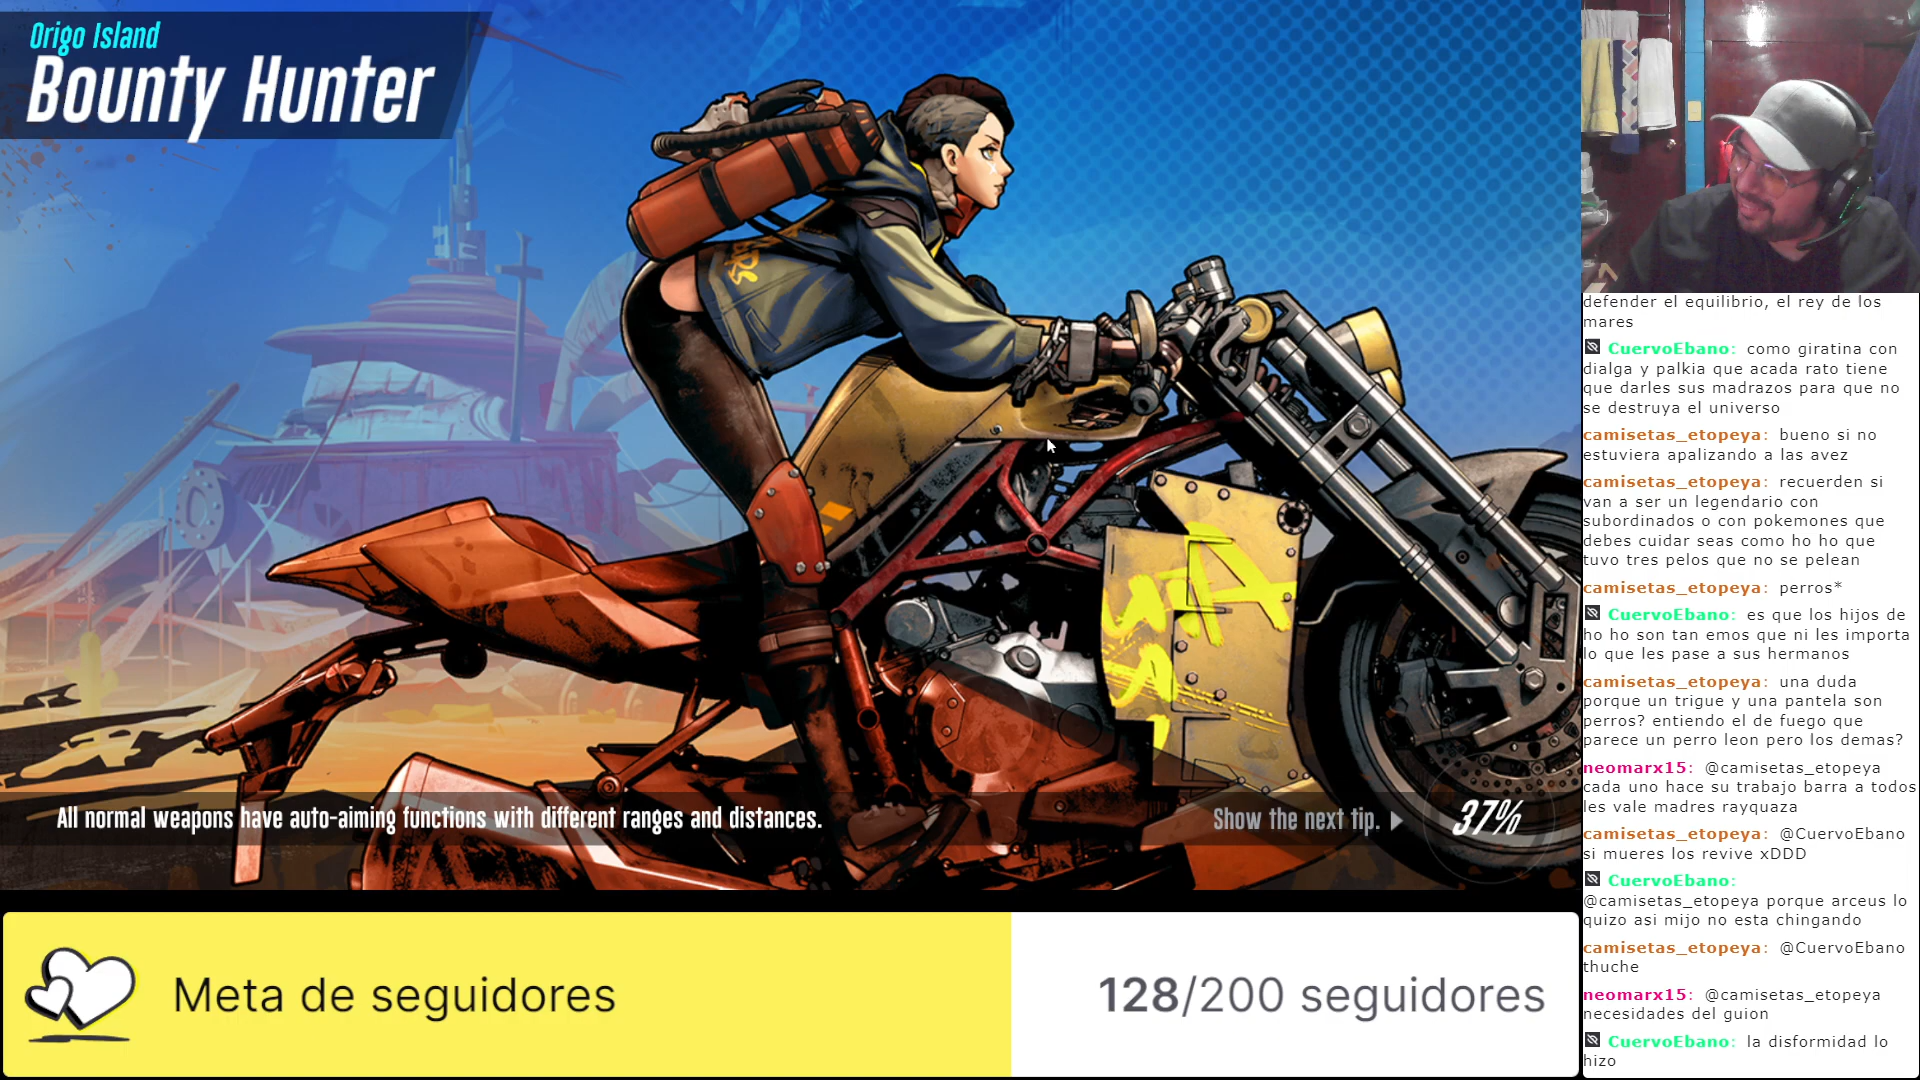 Origo Island
Bounty Hunter
All normal weapons have auto-aiming functions with different ranges and distances.
Show the next tip.
37%
Meta de seguidores
128/200 seguidores
defender el equilibrio, el rey de los
mares
CuervoEbano: como giratina con
dialga y palkia que acada rato tiene
que darles sus madrazos para que no
se destruya el universo
camisetas_etopeya: bueno si no
estuviera apalizando a las avez
camisetas_etopeya: recuerden si
van a ser un legendario con
subordinados o con pokemones que
debes cuidar seas como ho ho que
tuvo tres pelos que no se pelean
camisetas_etopeya: perros*
CuervoEbano: es que los hijos de
ho ho son tan emos que ni les importa
lo que les pase a sus hermanos
camisetas_etopeya: una duda
porque un trigue y una pantela son
perros? entiendo el de fuego que
parece un perro leon pero los demas?
neomarx15: @camisetas_etopeya
cada uno hace su trabajo barra a todos
les vale madres rayquaza
camisetas_etopeya: @CuervoEbano
si mueres los revive xDDD
CuervoEbano:
@camisetas_etopeya porque arceus lo
quizo asi mijo no esta chingando
camisetas_etopeya: @CuervoEbano
thuche
neomarx15: @camisetas_etopeya
necesidades del guion
CuervoEbano: la disformidad lo
hizo